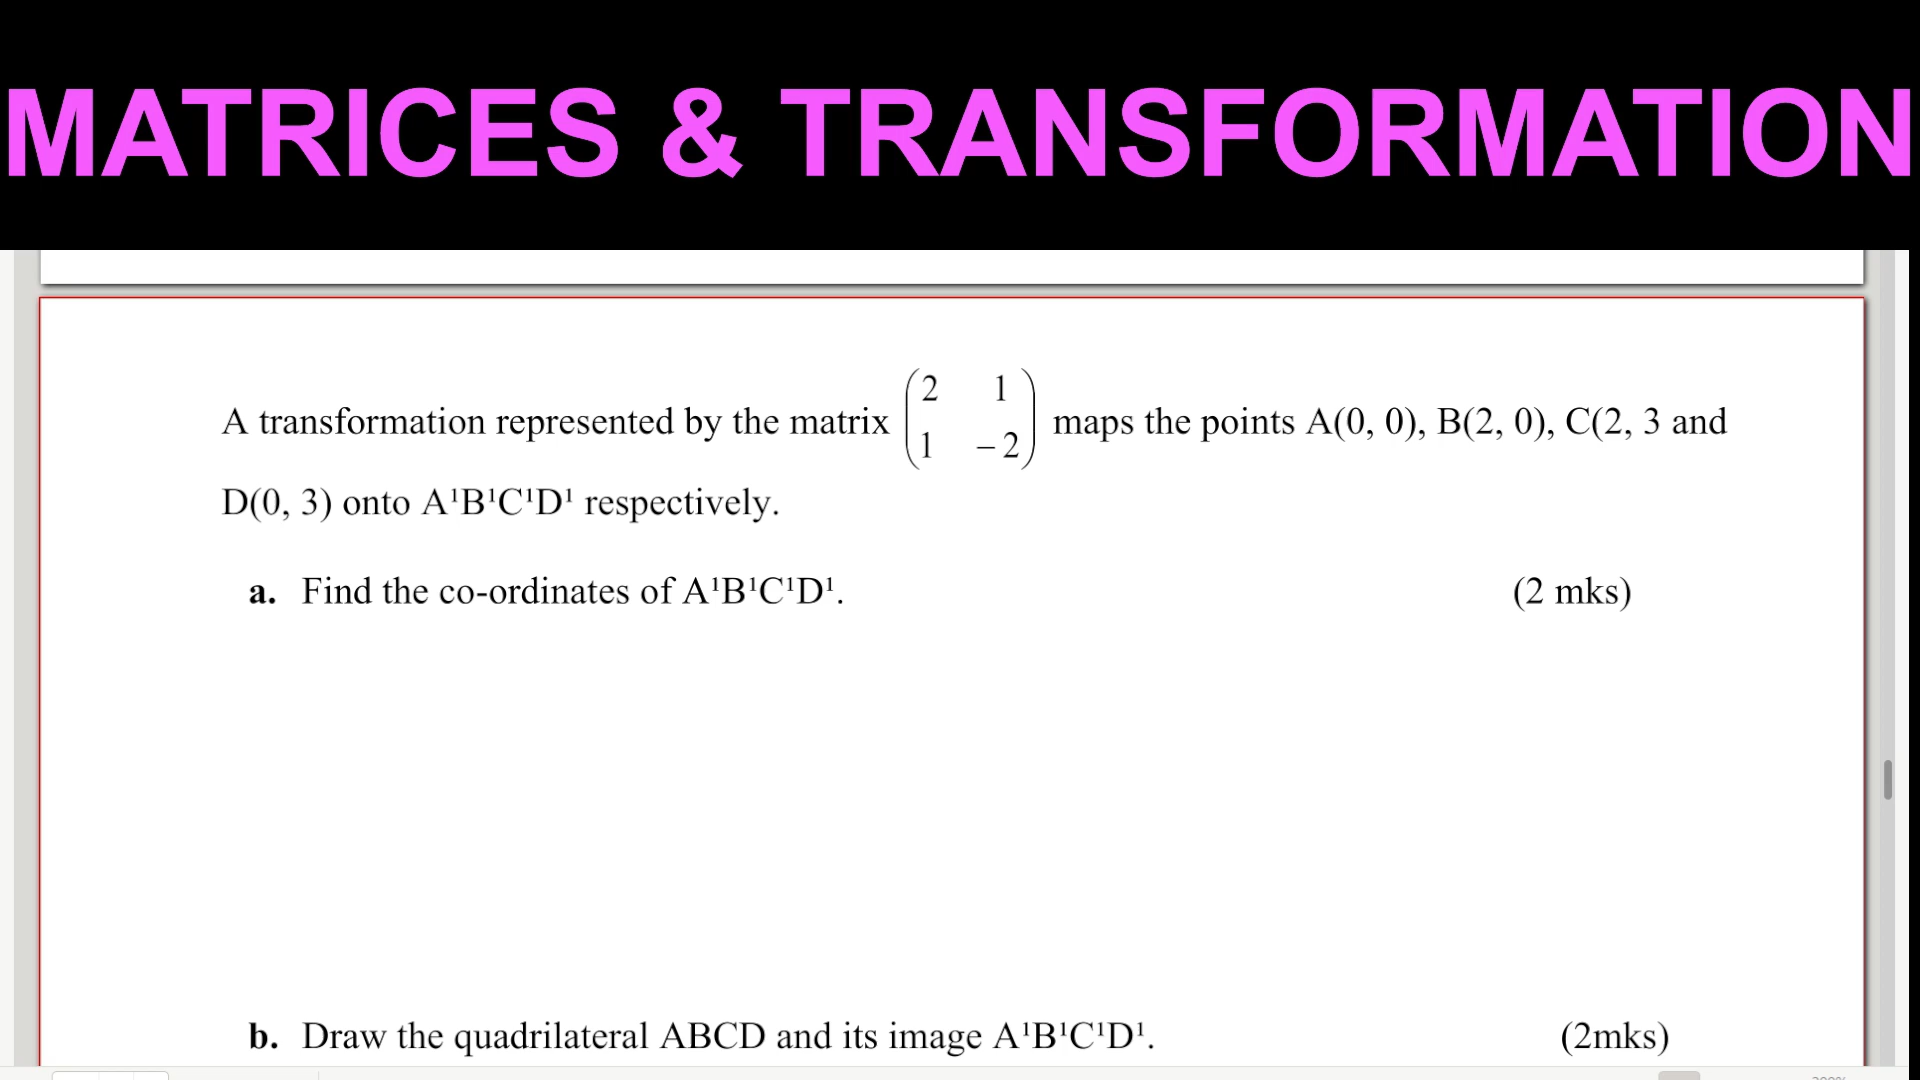 MATRICES & TRANSFORMATION
A transformation represented by the matrix (2 1 1 – 2) maps the points A(0, 0), B(2, 0), C(2, 3 and
D(0, 3) onto A¹B¹C¹D¹ respectively.
a. Find the co-ordinates of A¹B¹C¹D¹. (2 mks)
b. Draw the quadrilateral ABCD and its image A¹B¹C¹D¹. (2mks)